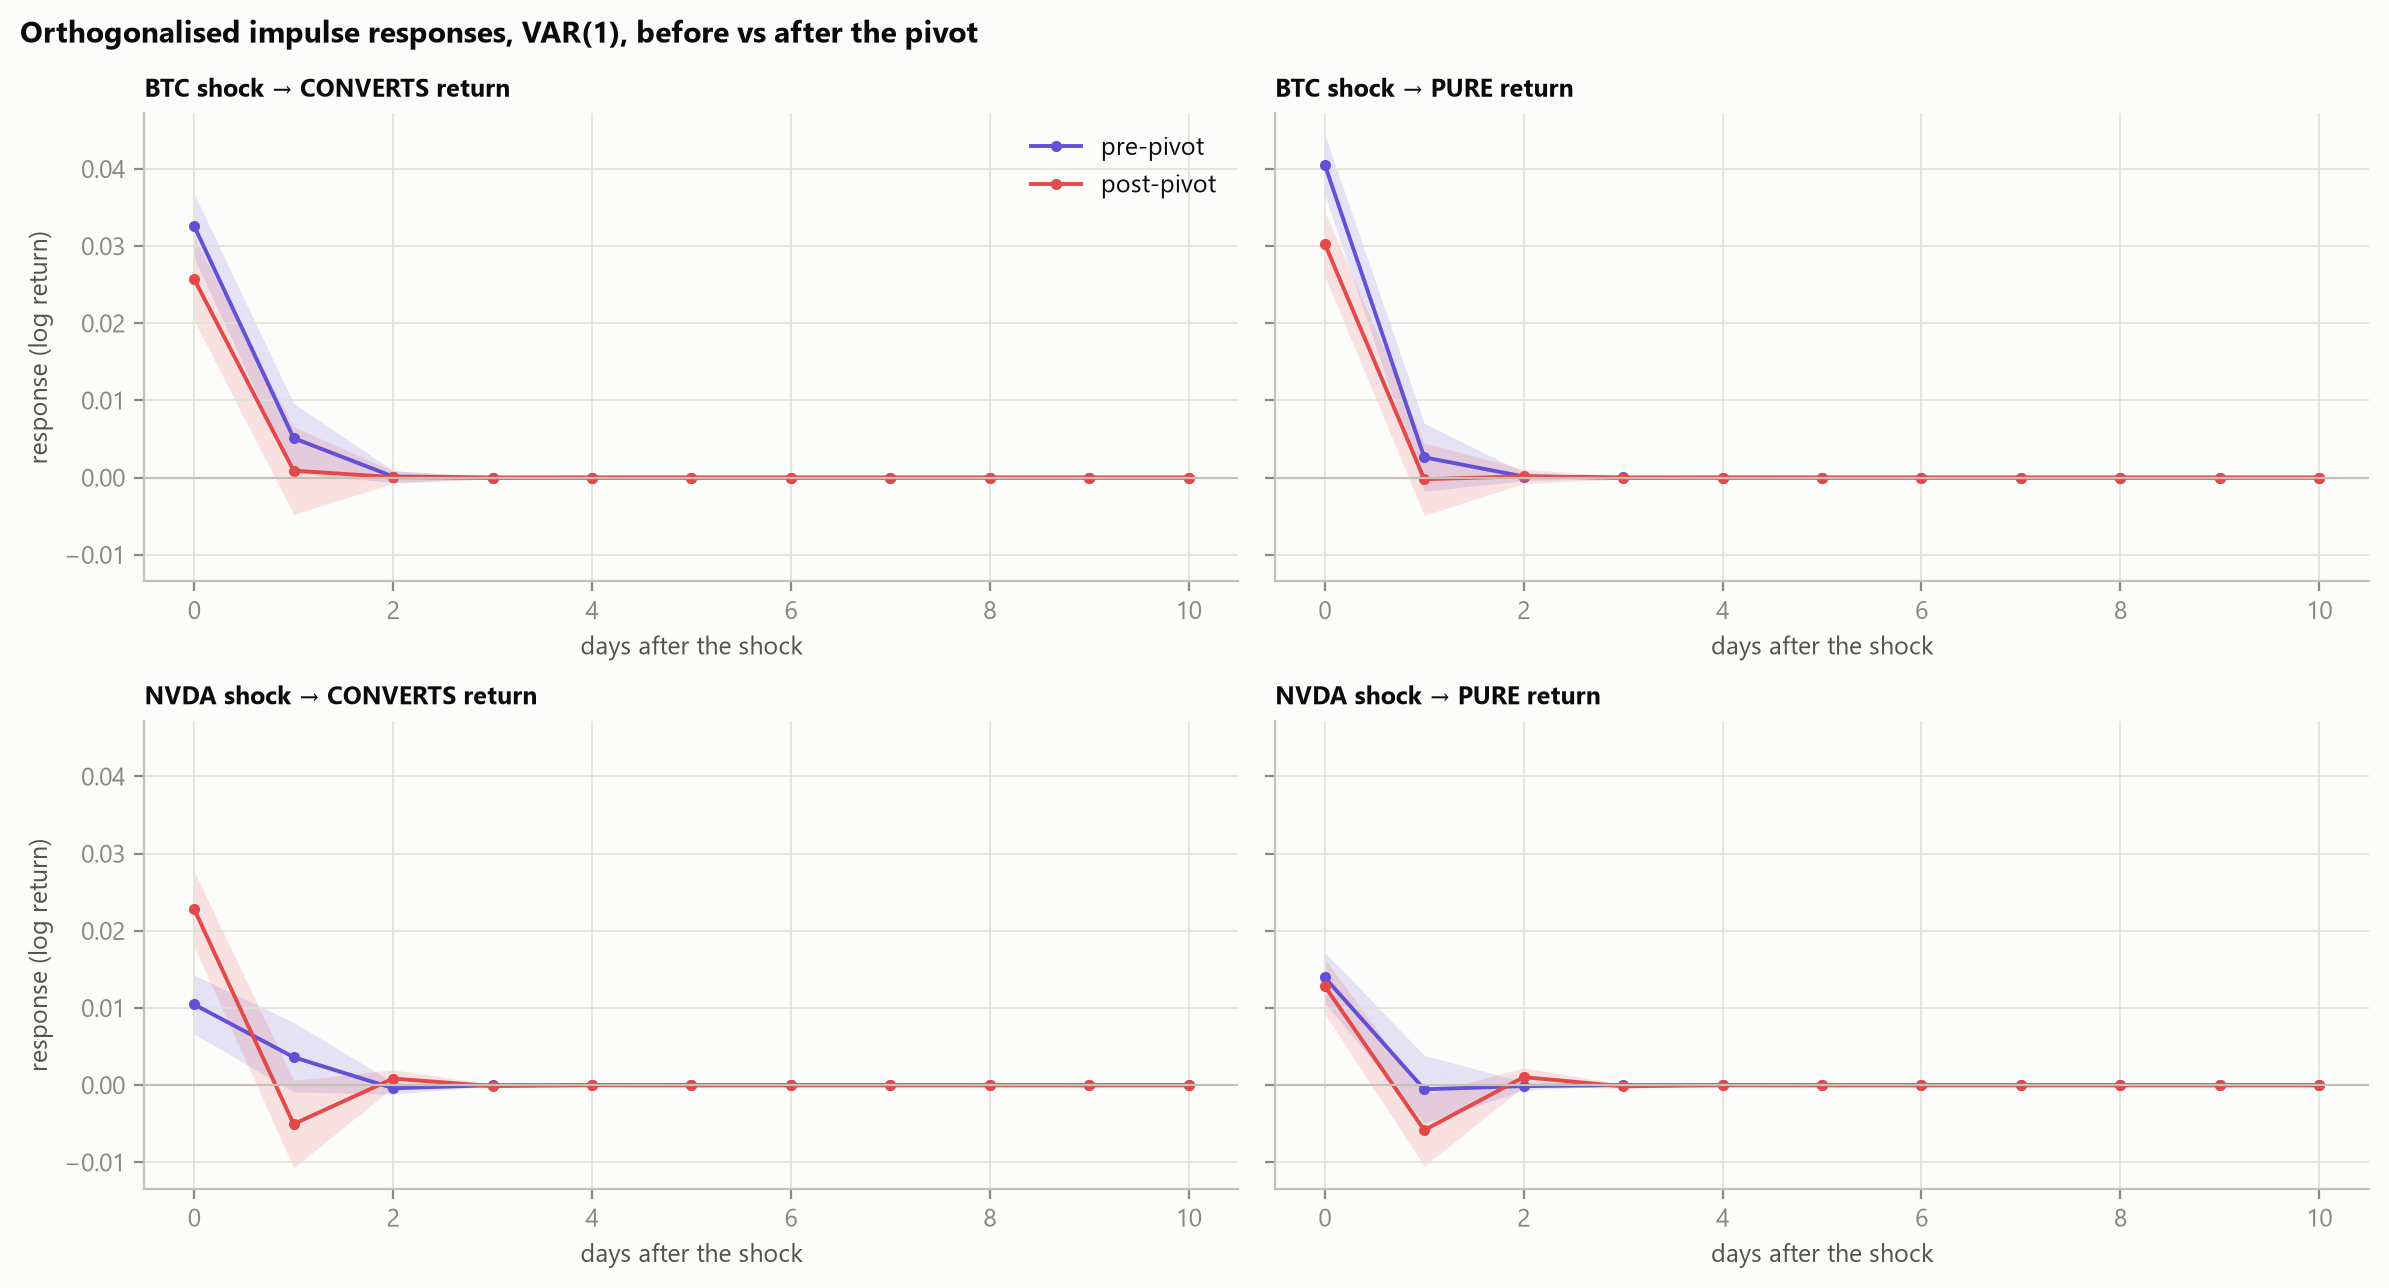 Orthogonalised impulse responses, VAR(1), before vs after the pivot
BTC shock → CONVERTS return
pre-pivot
post-pivot
0.04
0.03
0.02
0.01
0.00
−0.01
response (log return)
0 2 4 6 8 10
days after the shock
BTC shock → PURE return
0 2 4 6 8 10
days after the shock
NVDA shock → CONVERTS return
0.04
0.03
0.02
0.01
0.00
−0.01
response (log return)
0 2 4 6 8 10
days after the shock
NVDA shock → PURE return
0 2 4 6 8 10
days after the shock